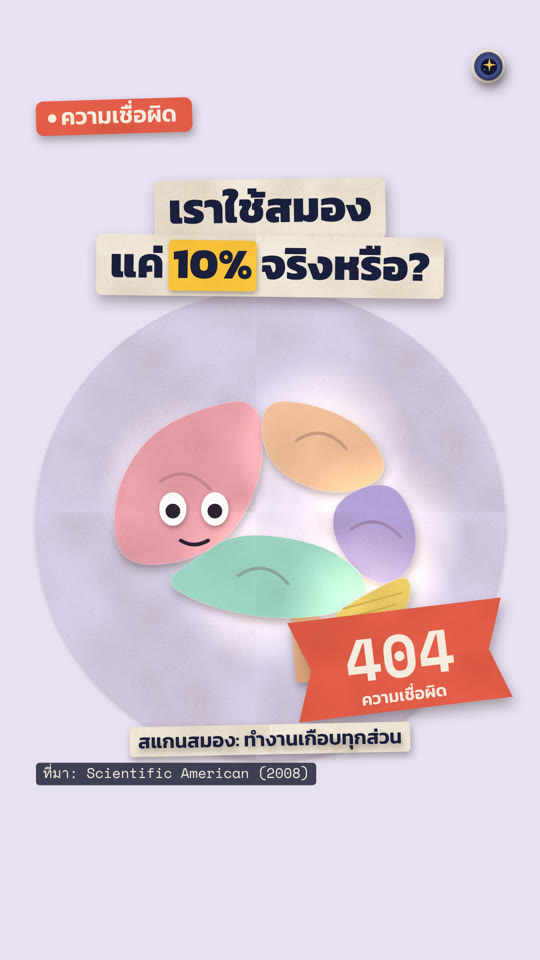 • ความเชื่อผิด
เราใช้สมอง
แค่ 10% จริงหรือ?
404
ความเชื่อผิด
สแกนสมอง: ทำงานเกือบทุกส่วน
ที่มา: Scientific American (2008)